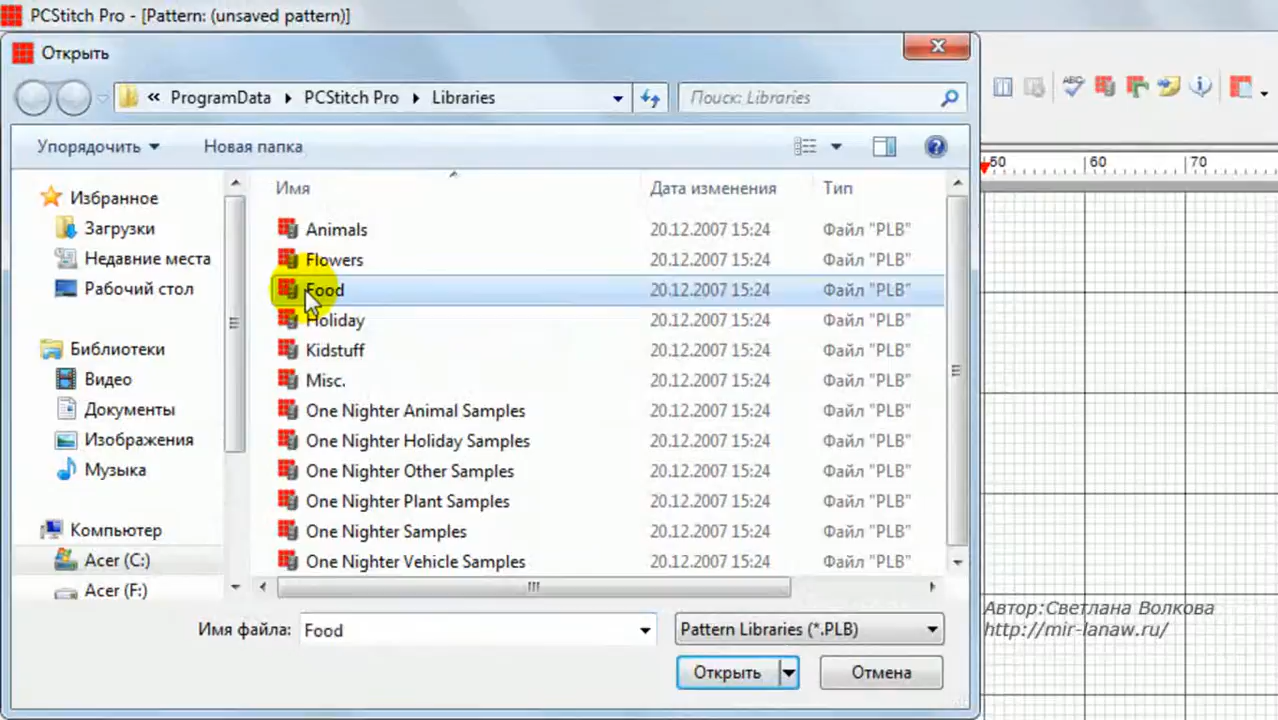 PCStitch Pro - [Pattern: (unsaved pattern)]
Открыть
« ProgramData PCStitch Pro Libraries
Поиск: Libraries
Упорядочить Новая папка
50 60 70
Имя Дата изменения Тип
Избранное
Загрузки
Недавние места
Рабочий стол
Библиотеки
Видео
Документы
Изображения
Музыка
Компьютер
Acer (C:)
Acer (F:)
Animals 20.12.2007 15:24 Файл "PLB"
Flowers 20.12.2007 15:24 Файл "PLB"
Food 20.12.2007 15:24 Файл "PLB"
Holiday 20.12.2007 15:24 Файл "PLB"
Kidstuff 20.12.2007 15:24 Файл "PLB"
Misc. 20.12.2007 15:24 Файл "PLB"
One Nighter Animal Samples 20.12.2007 15:24 Файл "PLB"
One Nighter Holiday Samples 20.12.2007 15:24 Файл "PLB"
One Nighter Other Samples 20.12.2007 15:24 Файл "PLB"
One Nighter Plant Samples 20.12.2007 15:24 Файл "PLB"
One Nighter Samples 20.12.2007 15:24 Файл "PLB"
One Nighter Vehicle Samples 20.12.2007 15:24 Файл "PLB"
Имя файла: Food Pattern Libraries (*.PLB)
Открыть Отмена
Автор:Светлана Волкова
http://mir-lanaw.ru/